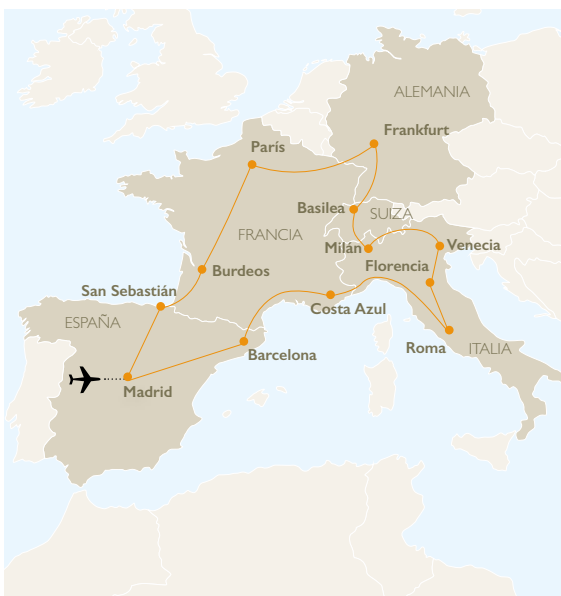 ALEMANIA
Frankfurt
París
Basilea
SUIZA
FRANCIA
Milán
Venecia
Florencia
Burdeos
San Sebastián
Costa Azul
ESPAÑA
Roma
ITALIA
Barcelona
Madrid